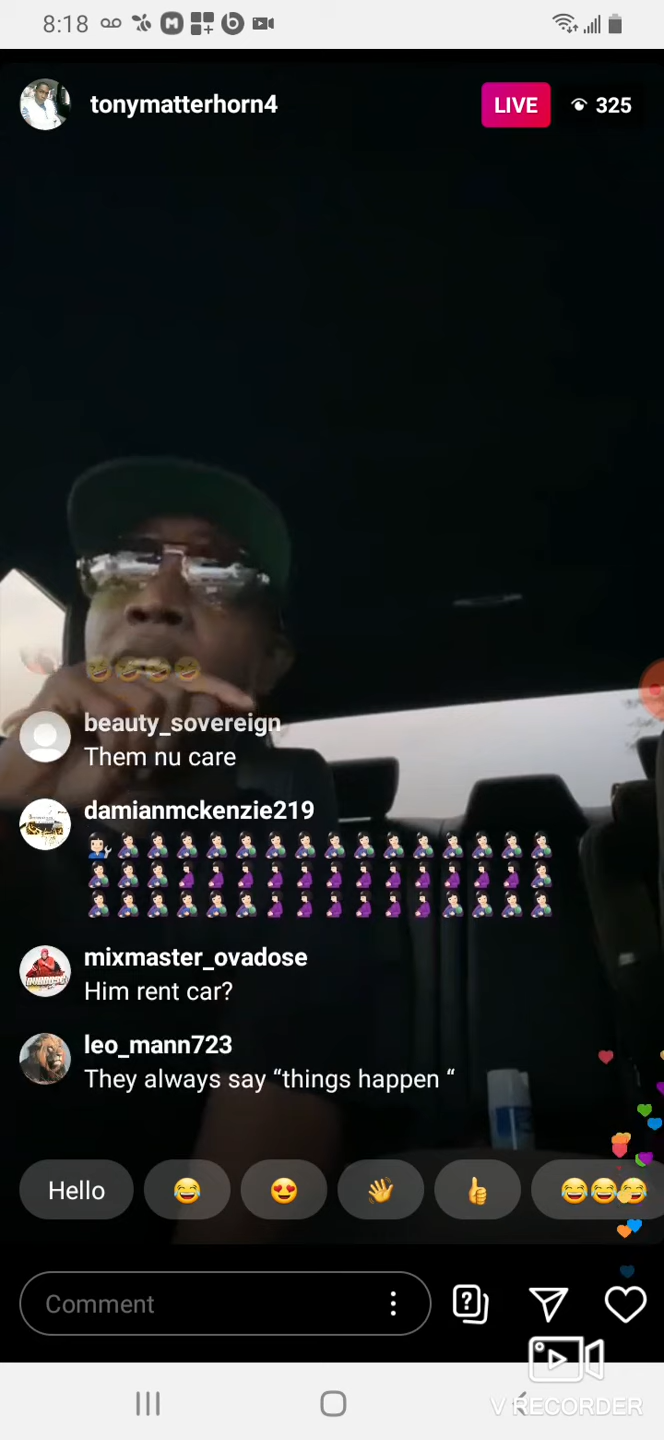 8:18
tonymatterhorn4
LIVE
325
beauty_sovereign
Them nu care
damianmckenzie219
mixmaster_ovadose
Him rent car?
leo_mann723
They always say “things happen “
Hello
Comment
V RECORDER